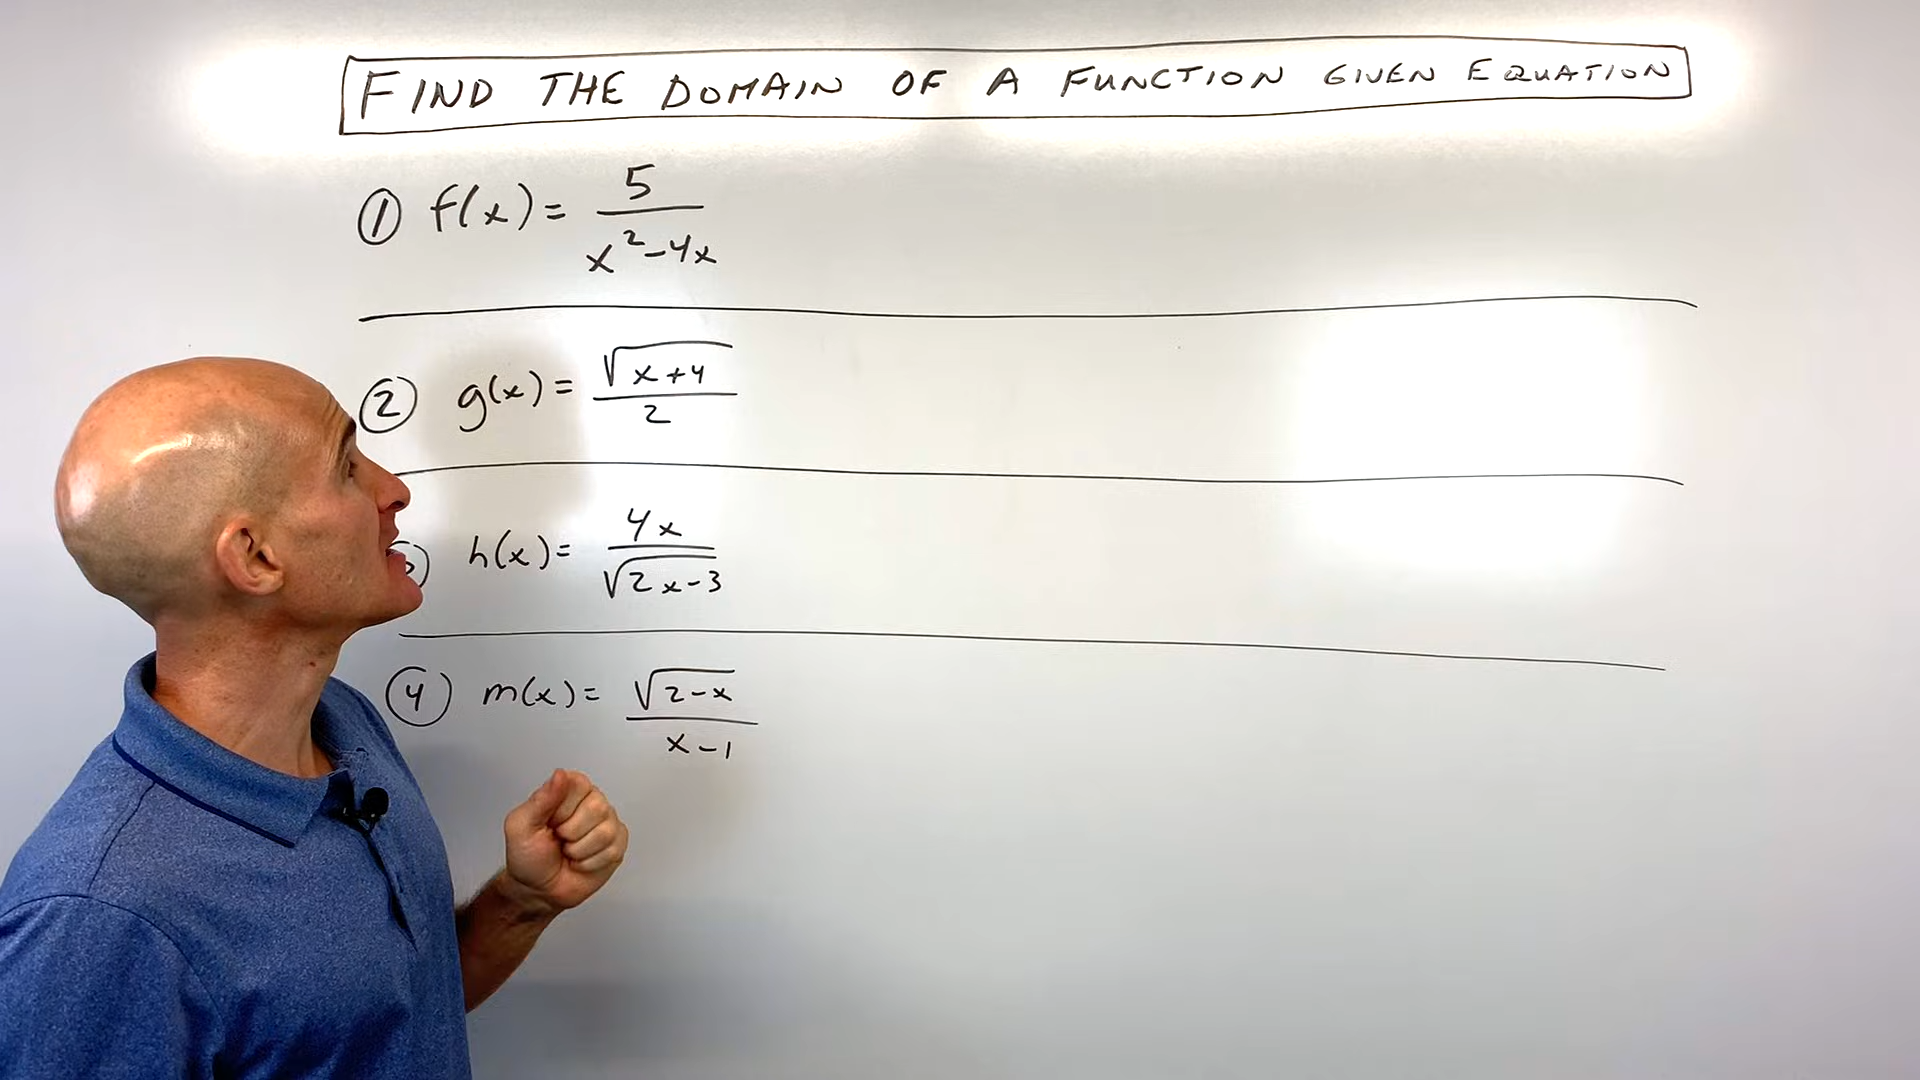 FIND THE DOMAIN OF A FUNCTION GIVEN EQUATION
① f(x) = 5 / (x² - 4x)
② g(x) = √(x+4) / 2
h(x) = 4x / √(2x-3)
④ m(x) = √(2-x) / (x-1)